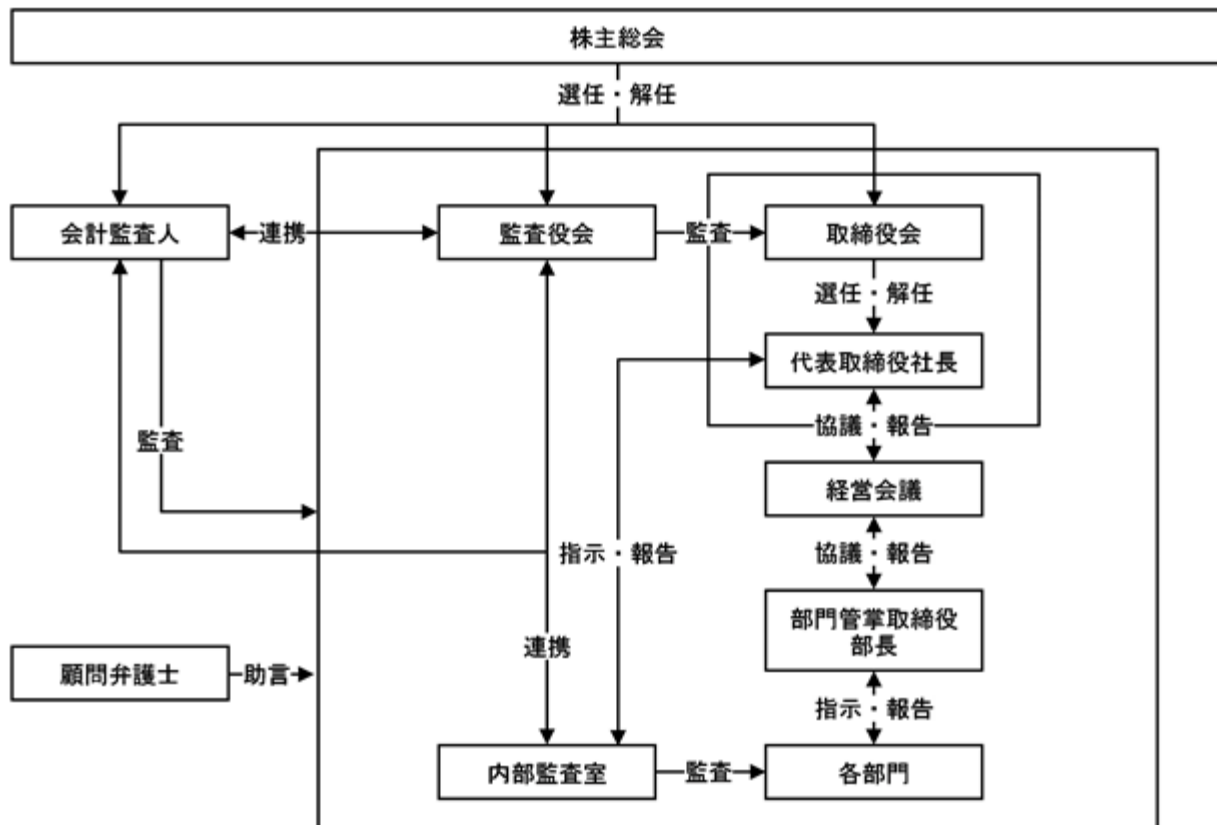 株主総会
選任・解任
会計監査人
連携
監査役会
監査
取締役会
選任・解任
代表取締役社長
協議・報告
監査
経営会議
指示・報告
協議・報告
部門管掌取締役
部長
連携
顧問弁護士
助言
指示・報告
内部監査室
監査
各部門